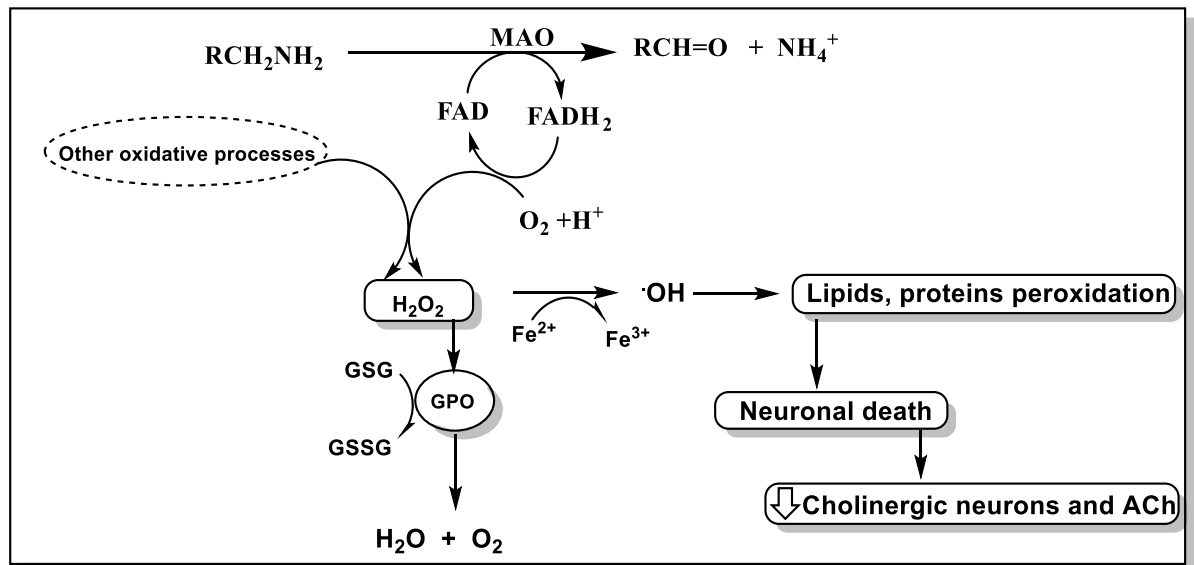 MAO
RCH₂NH₂
RCH=O + NH₄⁺
FAD
FADH₂
Other oxidative processes
O₂ +H⁺
H₂O₂
·OH
Lipids, proteins peroxidation
Fe²⁺
Fe³⁺
GSG
GPO
Neuronal death
GSSG
Cholinergic neurons and ACh
H₂O + O₂